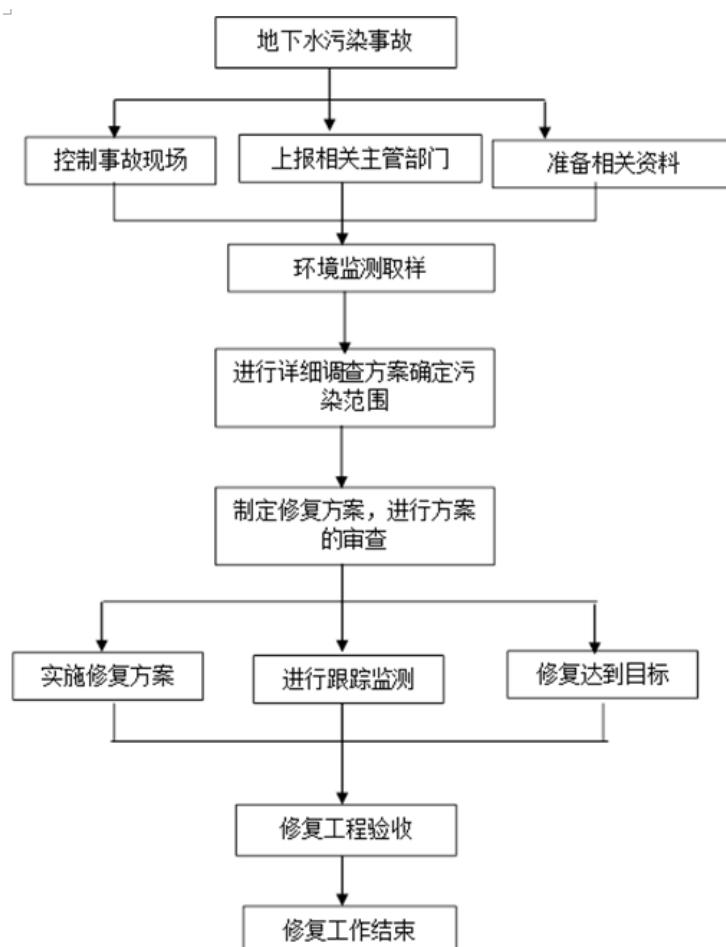 地下水污染事故
控制事故现场
上报相关主管部门
准备相关资料
环境监测取样
进行详细调查方案确定污
染范围
制定修复方案，进行方案
的审查
实施修复方案
进行跟踪监测
修复达到目标
修复工程验收
修复工作结束